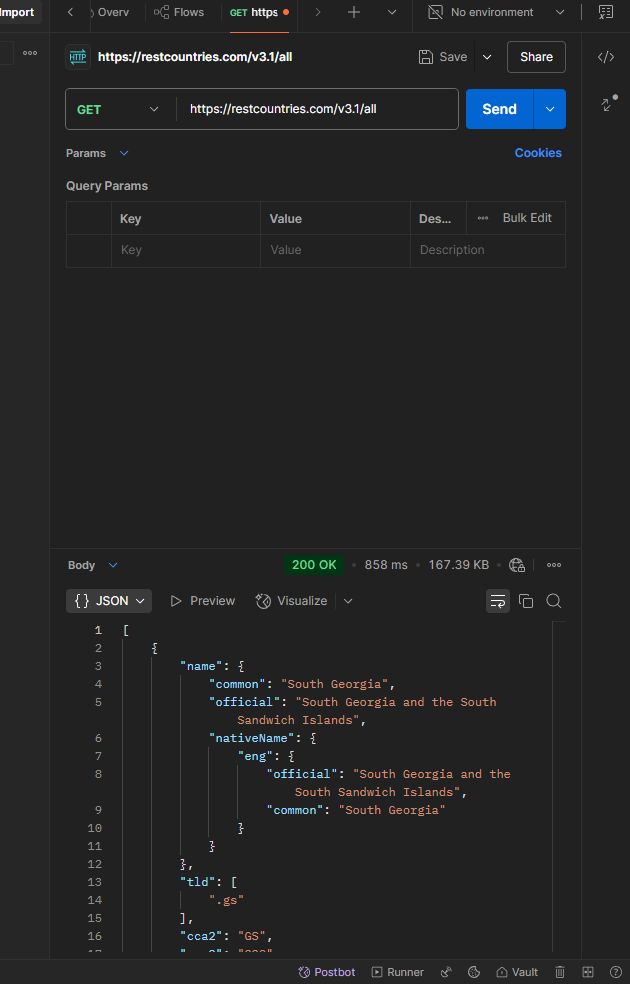 Import
Overv
Flows
GET https
No environment
HTTP
https://restcountries.com/v3.1/all
Save
Share
GET
https://restcountries.com/v3.1/all
Send
Params
Cookies
Query Params
Key Value Des... Bulk Edit
Key Value Description
Body
200 OK
858 ms
167.39 KB
{} JSON
Preview
Visualize
1 [
2 {
3 "name": {
4 "common": "South Georgia",
5 "official": "South Georgia and the South
Sandwich Islands",
6 "nativeName": {
7 "eng": {
8 "official": "South Georgia and the
South Sandwich Islands",
9 "common": "South Georgia"
10 }
11 }
12 },
13 "tld": [
14 ".gs"
15 ],
16 "cca2": "GS",
Postbot
Runner
Vault